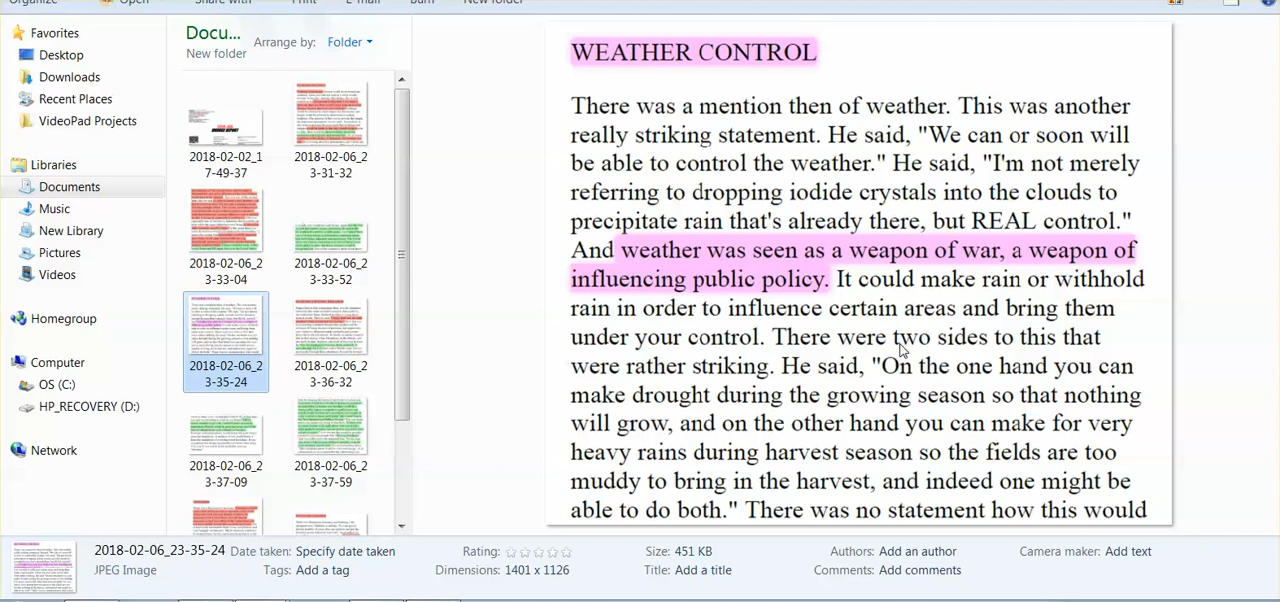 Organize
Open
Share with
Print
E-mail
Burn
New folder
Favorites
Desktop
Downloads
Recent Places
VideoPad Projects
Libraries
Documents
Music
New Library
Pictures
Videos
Homegroup
Computer
OS (C:)
HP_RECOVERY (D:)
Network
Docu...
New folder
Arrange by: Folder
2018-02-02_1
7-49-37
2018-02-06_2
3-31-32
2018-02-06_2
3-33-04
2018-02-06_2
3-33-52
2018-02-06_2
3-35-24
2018-02-06_2
3-36-32
2018-02-06_2
3-37-09
2018-02-06_2
3-37-59
WEATHER CONTROL
There was a mention then of weather. This was another
really striking statement. He said, "We can or soon will
be able to control the weather." He said, "I'm not merely
referring to dropping iodide crystals into the clouds to
precipitate rain that's already there, but REAL control."
And weather was seen as a weapon of war, a weapon of
influencing public policy. It could make rain or withhold
rain in order to influence certain areas and bring them
under your control. There were two sides to this that
were rather striking. He said, "On the one hand you can
make drought during the growing season so that nothing
will grow, and on the other hand you can make for very
heavy rains during harvest season so the fields are too
muddy to bring in the harvest, and indeed one might be
able to do both." There was no statement how this would
2018-02-06_23-35-24 Date taken: Specify date taken
JPEG Image
Tags: Add a tag
Rating:
Dimensions: 1401 x 1126
Size: 451 KB
Title: Add a title
Authors: Add an author
Comments: Add comments
Camera maker: Add text